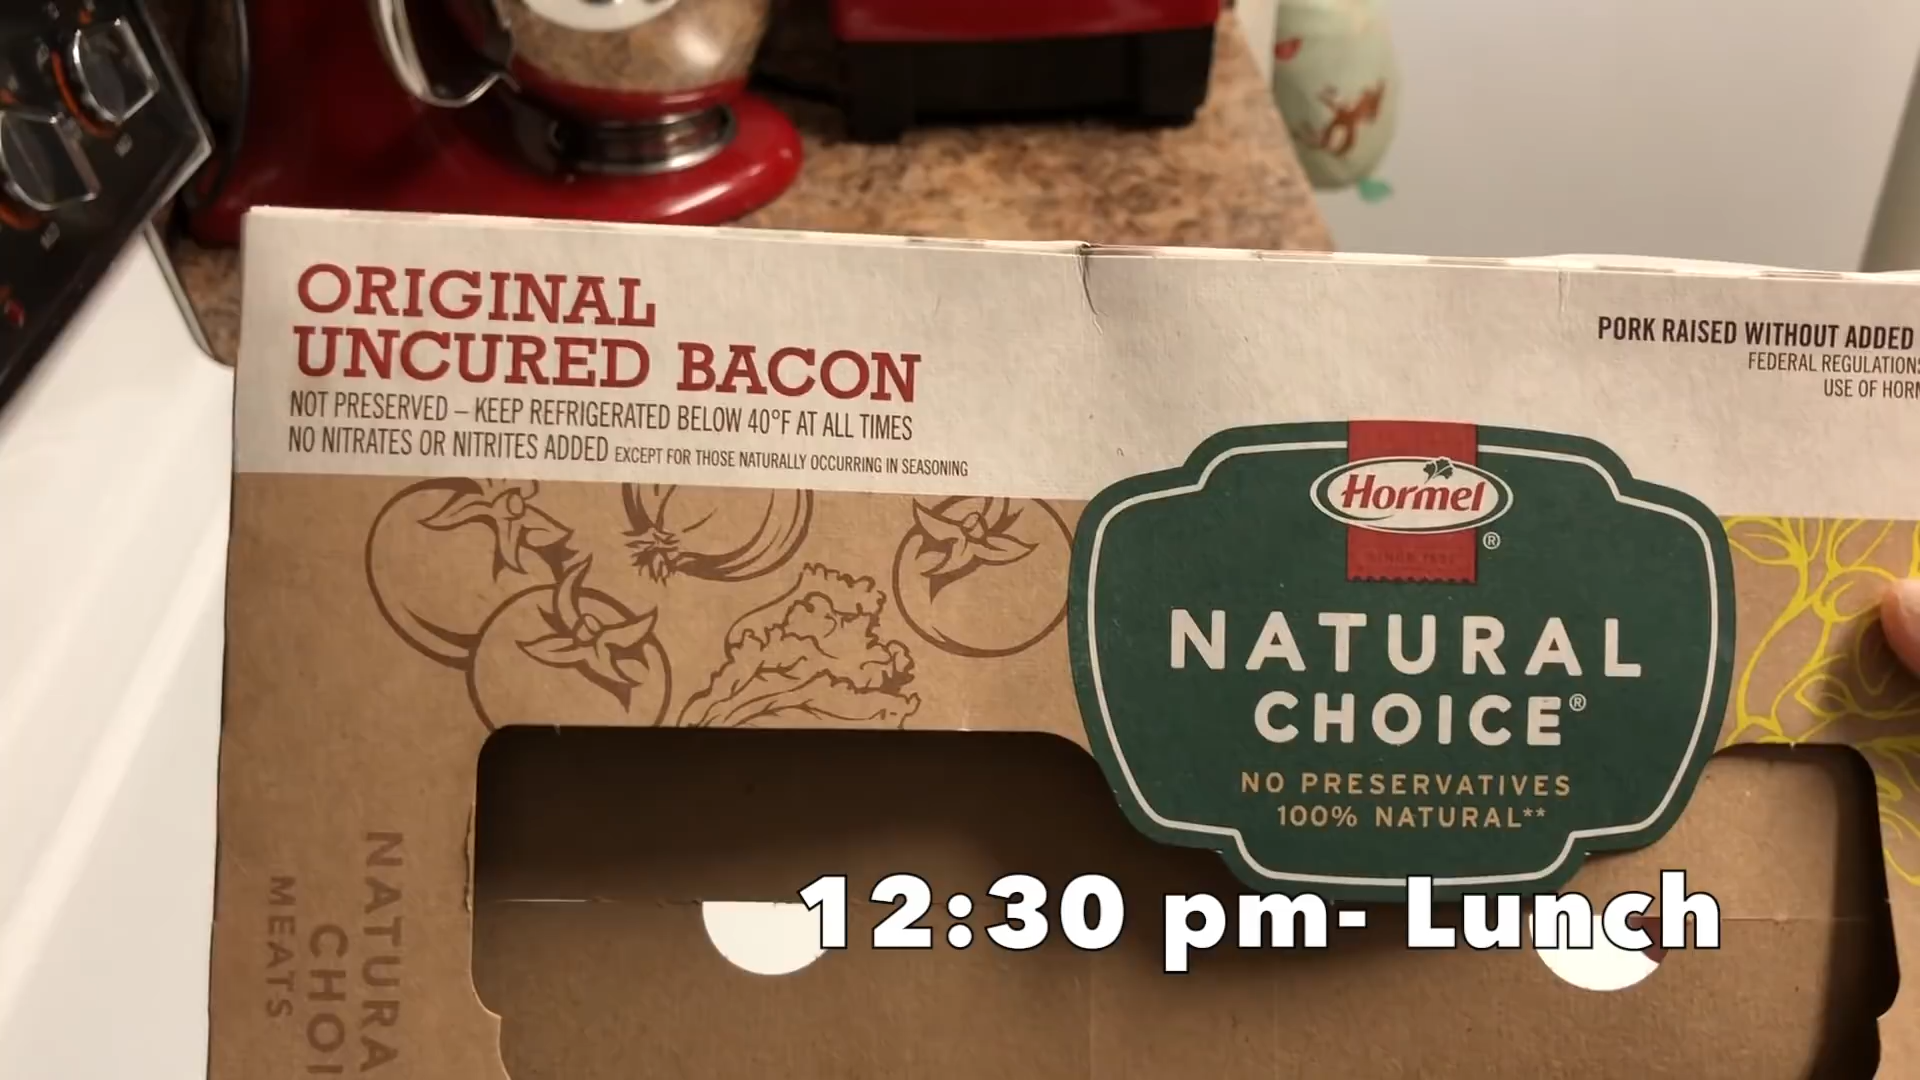 ORIGINAL
UNCURED BACON
NOT PRESERVED – KEEP REFRIGERATED BELOW 40°F AT ALL TIMES
NO NITRATES OR NITRITES ADDED EXCEPT FOR THOSE NATURALLY OCCURRING IN SEASONING
PORK RAISED WITHOUT ADDED
FEDERAL REGULATIONS
USE OF HORM
Hormel
®
SINCE 1891
NATURAL
CHOICE®
NO PRESERVATIVES
100% NATURAL**
NATURA
CHOI
MEATS
12:30 pm- Lunch